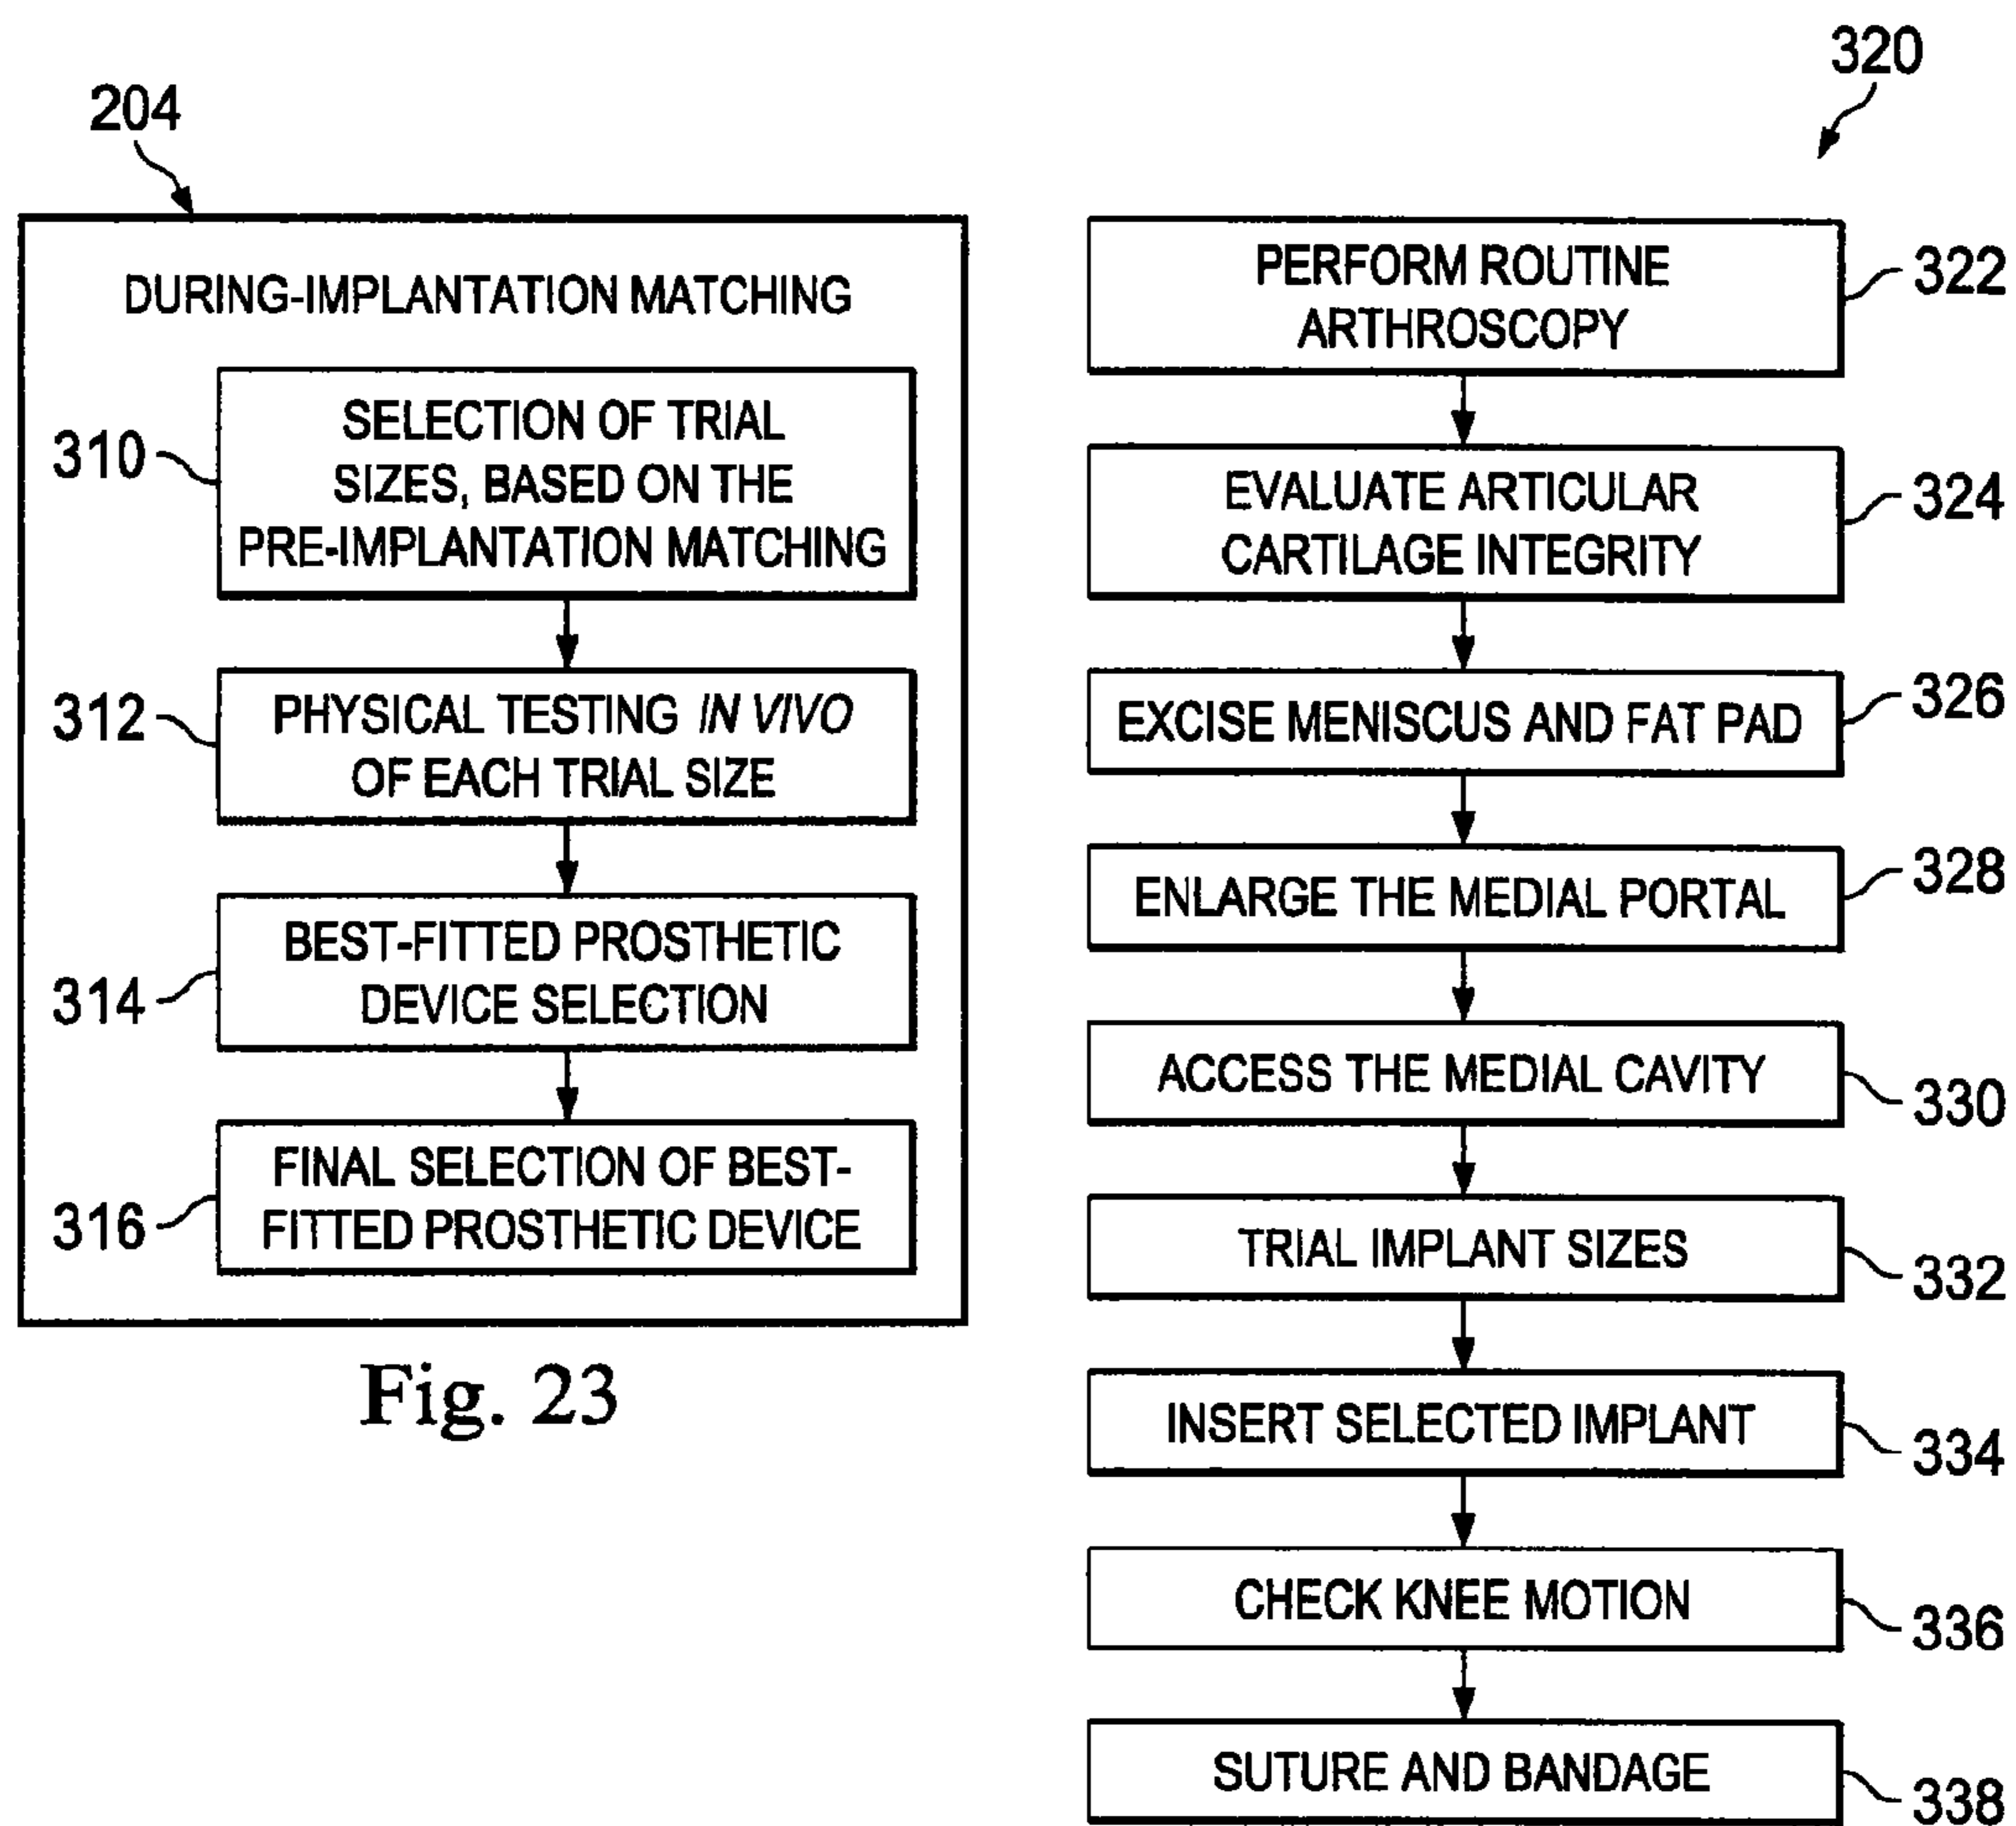 204
DURING-IMPLANTATION MATCHING
310
SELECTION OF TRIAL
SIZES, BASED ON THE
PRE-IMPLANTATION MATCHING
312
PHYSICAL TESTING IN VIVO
OF EACH TRIAL SIZE
314
BEST-FITTED PROSTHETIC
DEVICE SELECTION
316
FINAL SELECTION OF BEST-
FITTED PROSTHETIC DEVICE
Fig. 23
320
PERFORM ROUTINE
ARTHROSCOPY
322
EVALUATE ARTICULAR
CARTILAGE INTEGRITY
324
EXCISE MENISCUS AND FAT PAD
326
ENLARGE THE MEDIAL PORTAL
328
ACCESS THE MEDIAL CAVITY
330
TRIAL IMPLANT SIZES
332
INSERT SELECTED IMPLANT
334
CHECK KNEE MOTION
336
SUTURE AND BANDAGE
338